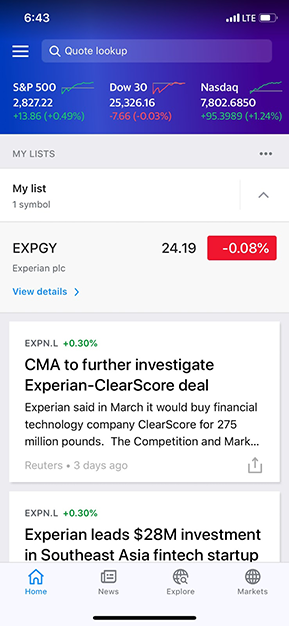 6:43
LTE
Quote lookup
S&P 500 Dow 30 Nasdaq
2,827.22 25,326.16 7,802.6850
+13.86 (+0.49%) -7.66 (-0.03%) +95.3989 (+1.24%)
MY LISTS
My list
1 symbol
EXPGY 24.19 -0.08%
Experian plc
View details
EXPN.L +0.30%
CMA to further investigate
Experian-ClearScore deal
Experian said in March it would buy financial
technology company ClearScore for 275
million pounds. The Competition and Mark...
Reuters • 3 days ago
EXPN.L +0.30%
Experian leads $28M investment
in Southeast Asia fintech startup
Home News Explore Markets